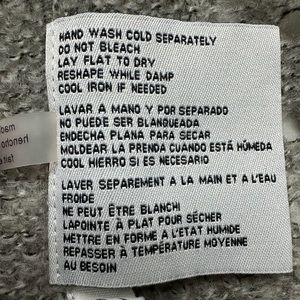 HAND WASH COLD SEPARATELY
DO NOT BLEACH
LAY FLAT TO DRY
RESHAPE WHILE DAMP
COOL IRON IF NEEDED
LAVAR A MANO Y POR SEPARADO
NO PUEDE SER BLANQUEADA
ENDECHA PLANA PARA SECAR
MOLDEAR LA PRENDA CUANDO ESTÁ HÚMEDA
COOL HIERRO SI ES NECESARIO
LAVER SEPAREMENT A LA MAIN ET A L'EAU
FROIDE
NE PEUT ÊTRE BLANCHI
LAPOINTE À PLAT POUR SÉCHER
METTRE EN FORME A L'ETAT HUMIDE
REPASSER À TEMPÉRATURE MOYENNE
AU BESOIN